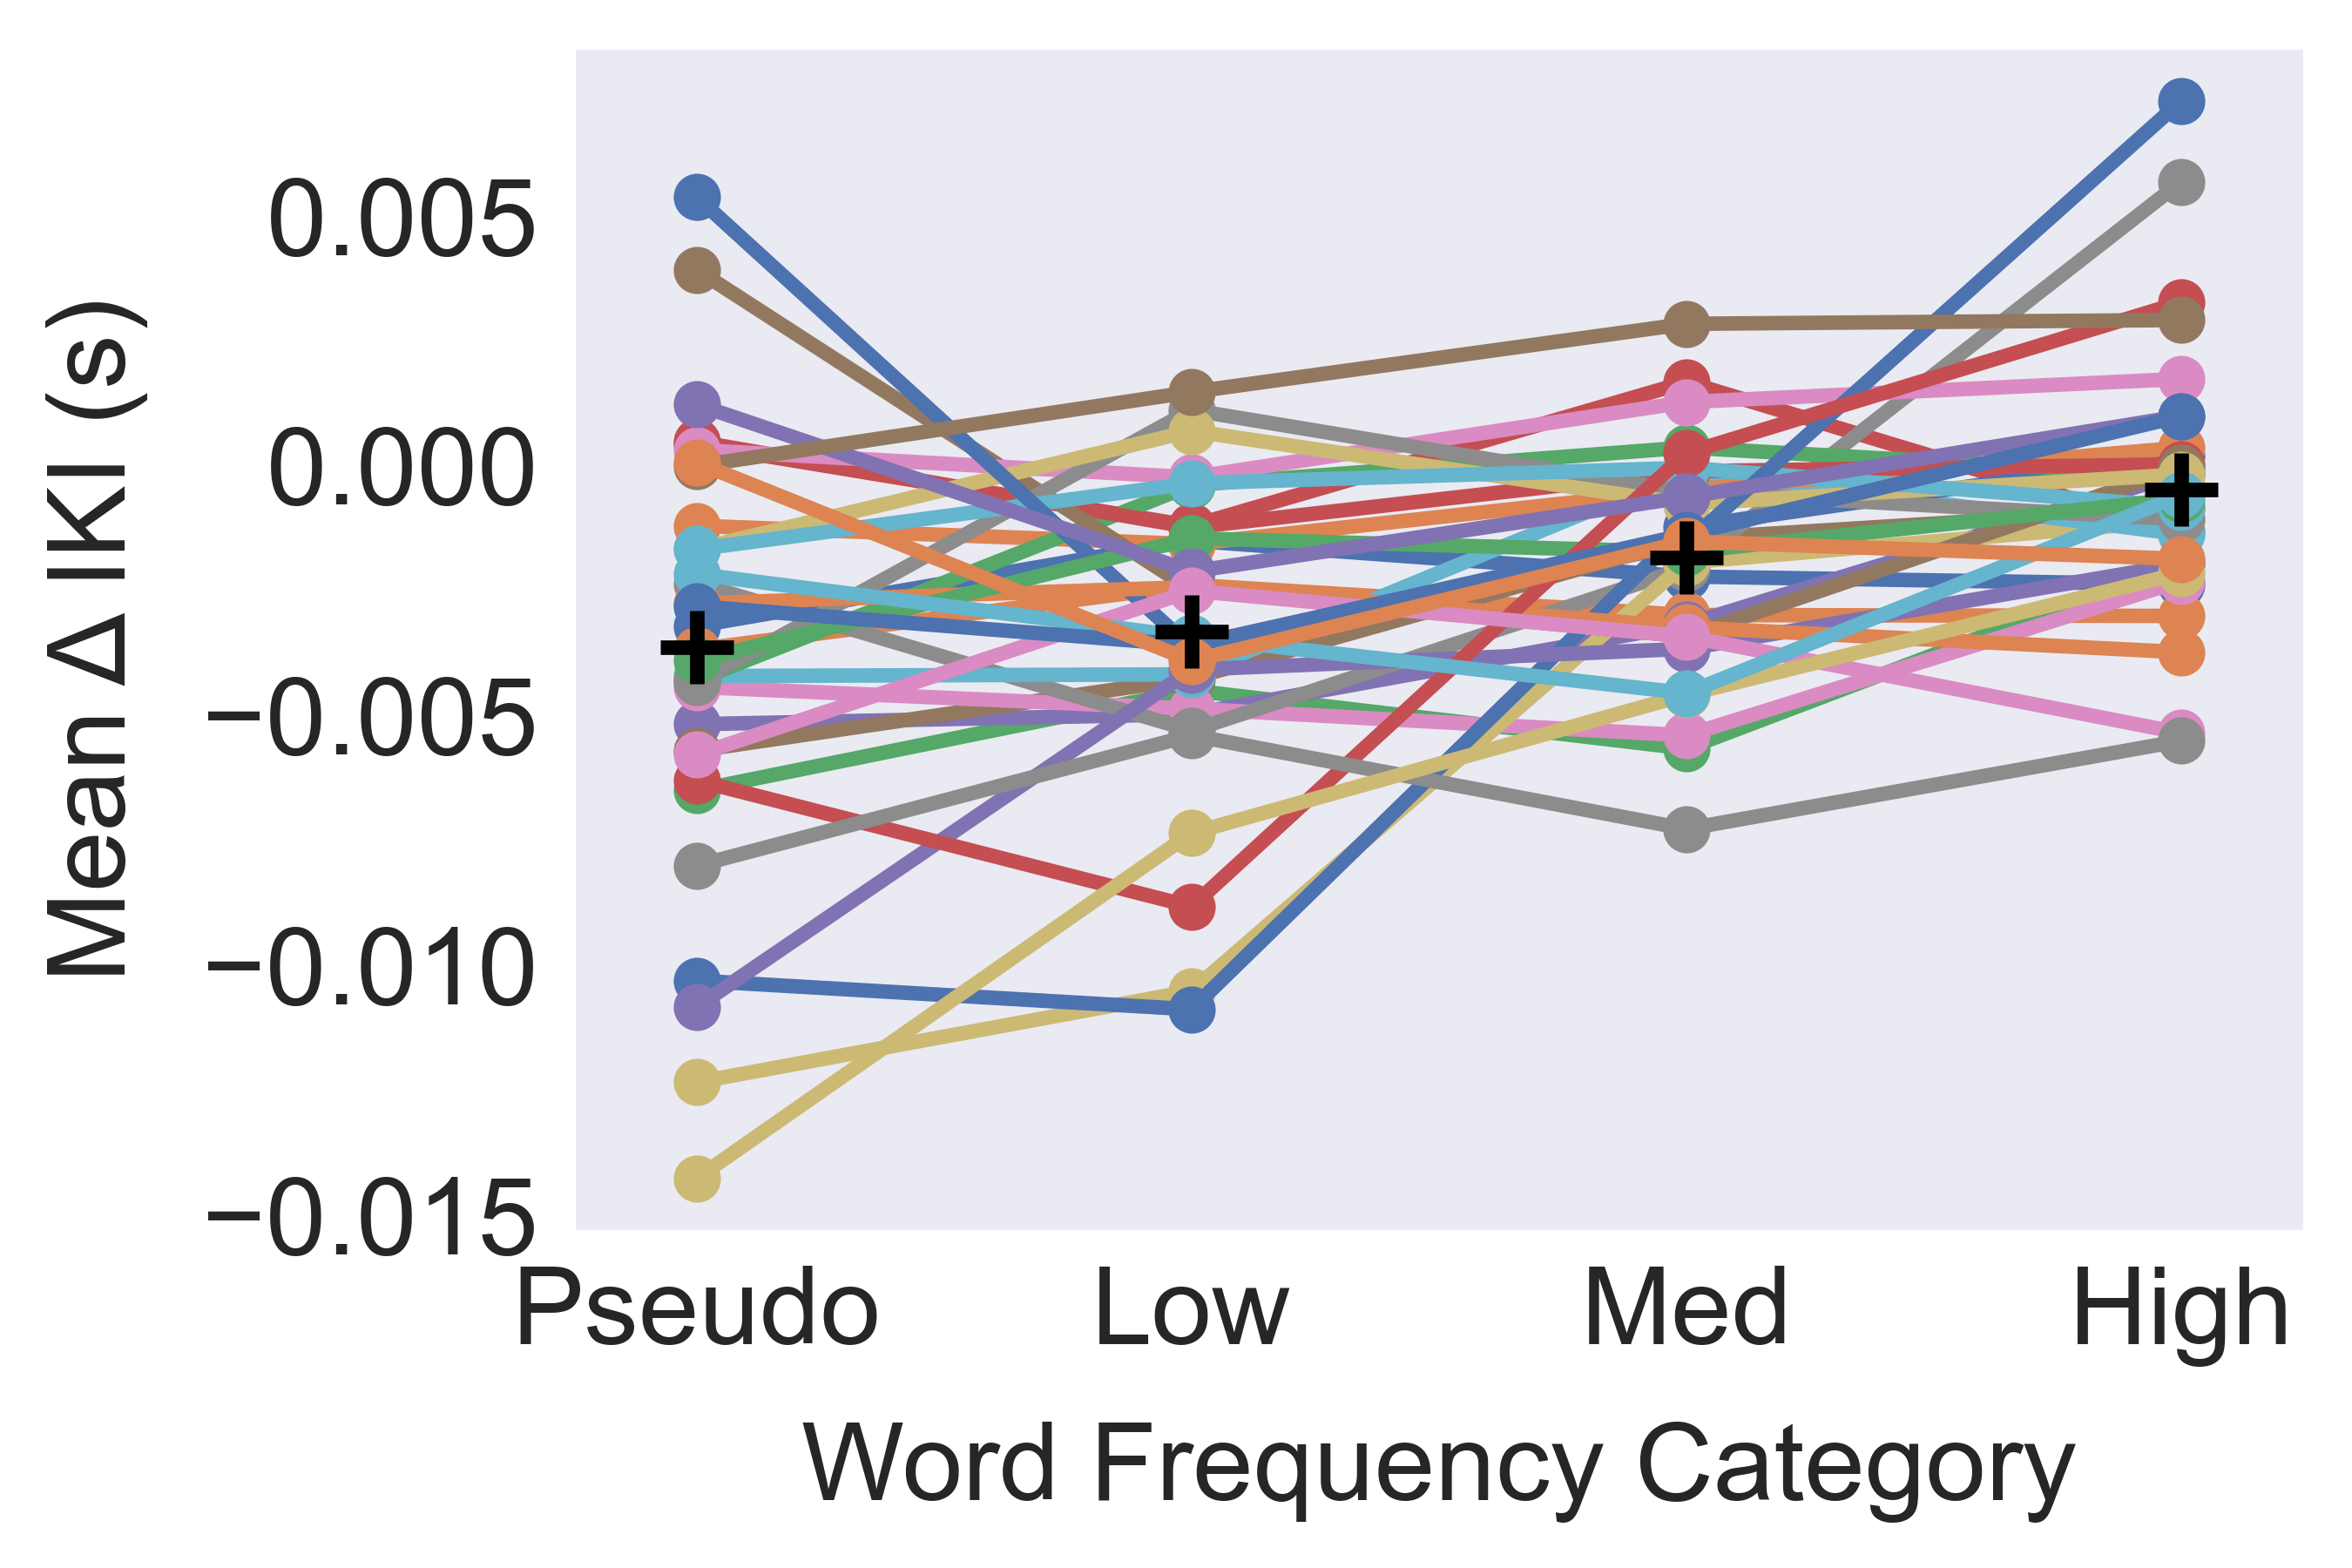 Mean Δ IKI (s)
0.005
0.000
−0.005
−0.010
−0.015
Pseudo Low Med High
Word Frequency Category